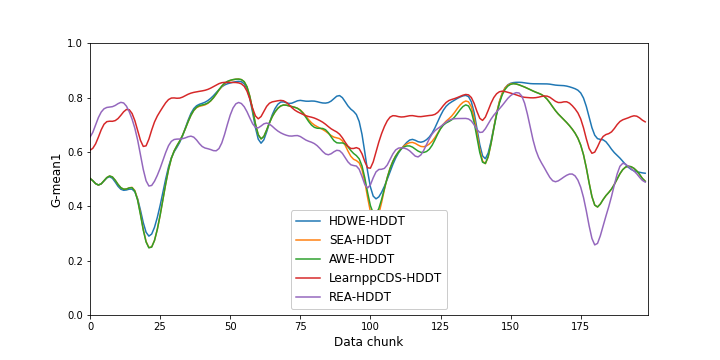 1.0
0.8
0.6
0.4
0.2
0.0
G-mean1
HDWE-HDDT
SEA-HDDT
AWE-HDDT
LearnppCDS-HDDT
REA-HDDT
0 25 50 75 100 125 150 175
Data chunk